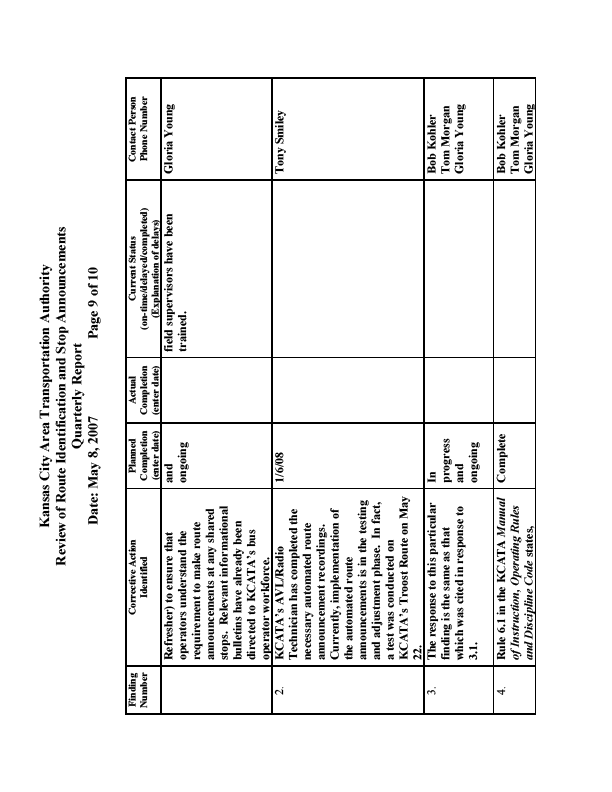 Kansas City Area Transportation Authority
Review of Route Identification and Stop Announcements
Quarterly Report
Date: May 8, 2007 Page 9 of 10
Finding
Number
Corrective Action
Identified
Planned
Completion
(enter date)
Actual
Completion
(enter date)
Current Status
(on-time/delayed/completed)
(Explanation of delays)
Contact Person
Phone Number
Refresher) to ensure that
operators understand the
requirement to make route
announcements at any shared
stops. Relevant informational
bulletins have already been
directed to KCATA's bus
operator workforce.
and
ongoing
field supervisors have been
trained.
Gloria Young
2.
KCATA's AVL/Radio
Technician has completed the
necessary automated route
announcement recordings.
Currently, implementation of
the automated route
announcements is in the testing
and adjustment phase. In fact,
a test was conducted on
KCATA's Troost Route on May
22.
1/6/08
Tony Smiley
3.
The response to this particular
finding is the same as that
which was cited in response to
3.1.
In
progress
and
ongoing
Bob Kohler
Tom Morgan
Gloria Young
4.
Rule 6.1 in the KCATA Manual
of Instruction, Operating Rules
and Discipline Code states,
Complete
Bob Kohler
Tom Morgan
Gloria Young